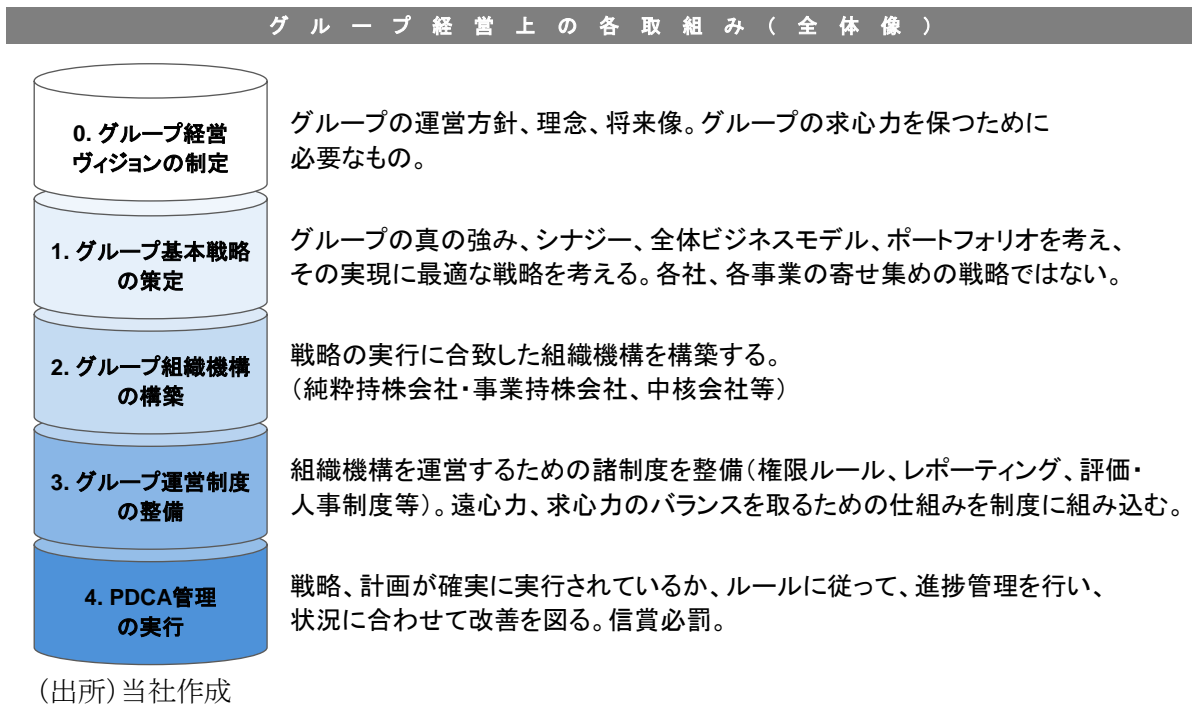 グループ経営上の各取組み(全体像)
0. グループ経営
ヴィジョンの制定
グループの運営方針、理念、将来像。グループの求心力を保つために
必要なもの。
1. グループ基本戦略
の策定
グループの真の強み、シナジー、全体ビジネスモデル、ポートフォリオを考え、
その実現に最適な戦略を考える。各社、各事業の寄せ集めの戦略ではない。
2. グループ組織機構
の構築
戦略の実行に合致した組織機構を構築する。
(純粋持株会社・事業持株会社、中核会社等)
3. グループ運営制度
の整備
組織機構を運営するための諸制度を整備(権限ルール、レポーティング、評価・
人事制度等)。遠心力、求心力のバランスを取るための仕組みを制度に組み込む。
4. PDCA管理
の実行
戦略、計画が確実に実行されているか、ルールに従って、進捗管理を行い、
状況に合わせて改善を図る。信賞必罰。
(出所)当社作成